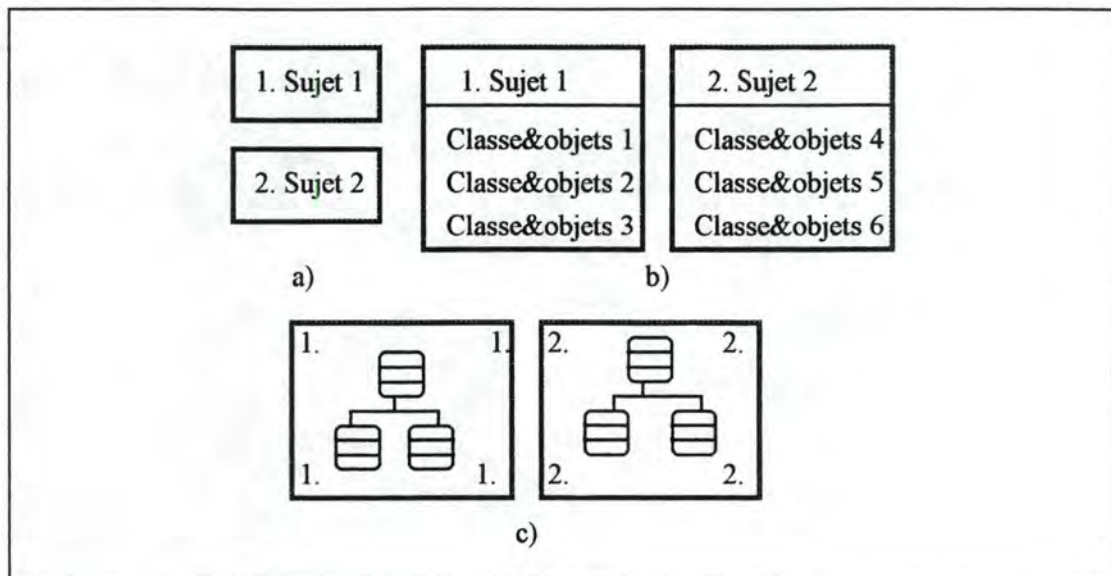 1. Sujet 1
2. Sujet 2
a)
1. Sujet 1
Classe&objets 1
Classe&objets 2
Classe&objets 3
2. Sujet 2
Classe&objets 4
Classe&objets 5
Classe&objets 6
b)
1. 1.
1. 1.
2. 2.
2. 2.
c)